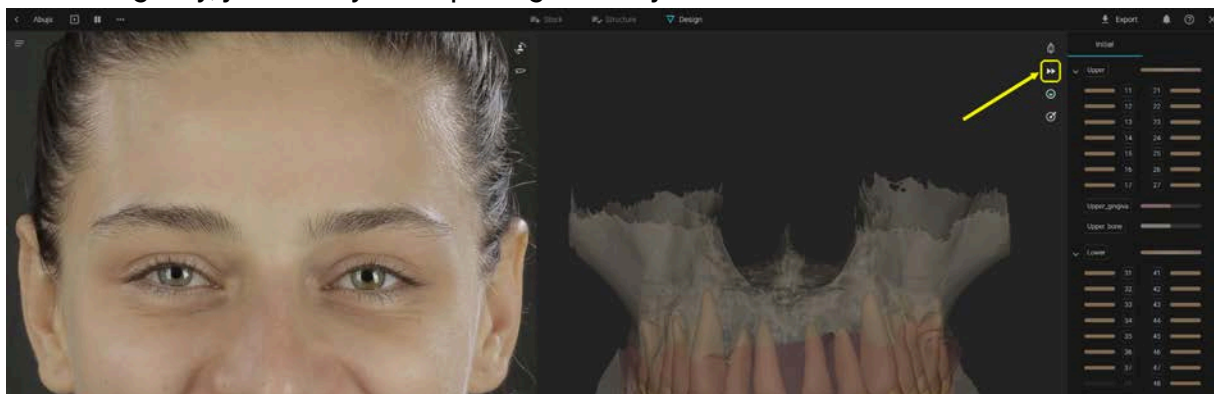 Abuja
Stock
Structure
Design
Export
Initial
Upper
11 21
12 22
13 23
14 24
15 25
16 26
17 27
Upper_gingiva
Upper bone
Lower
31 41
32 42
33 43
34 44
35 45
36 46
37 47
48